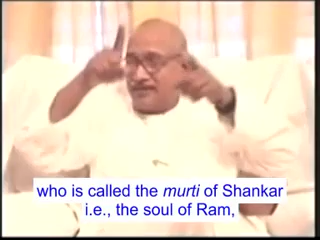 who is called the murti of Shankar
i.e., the soul of Ram,